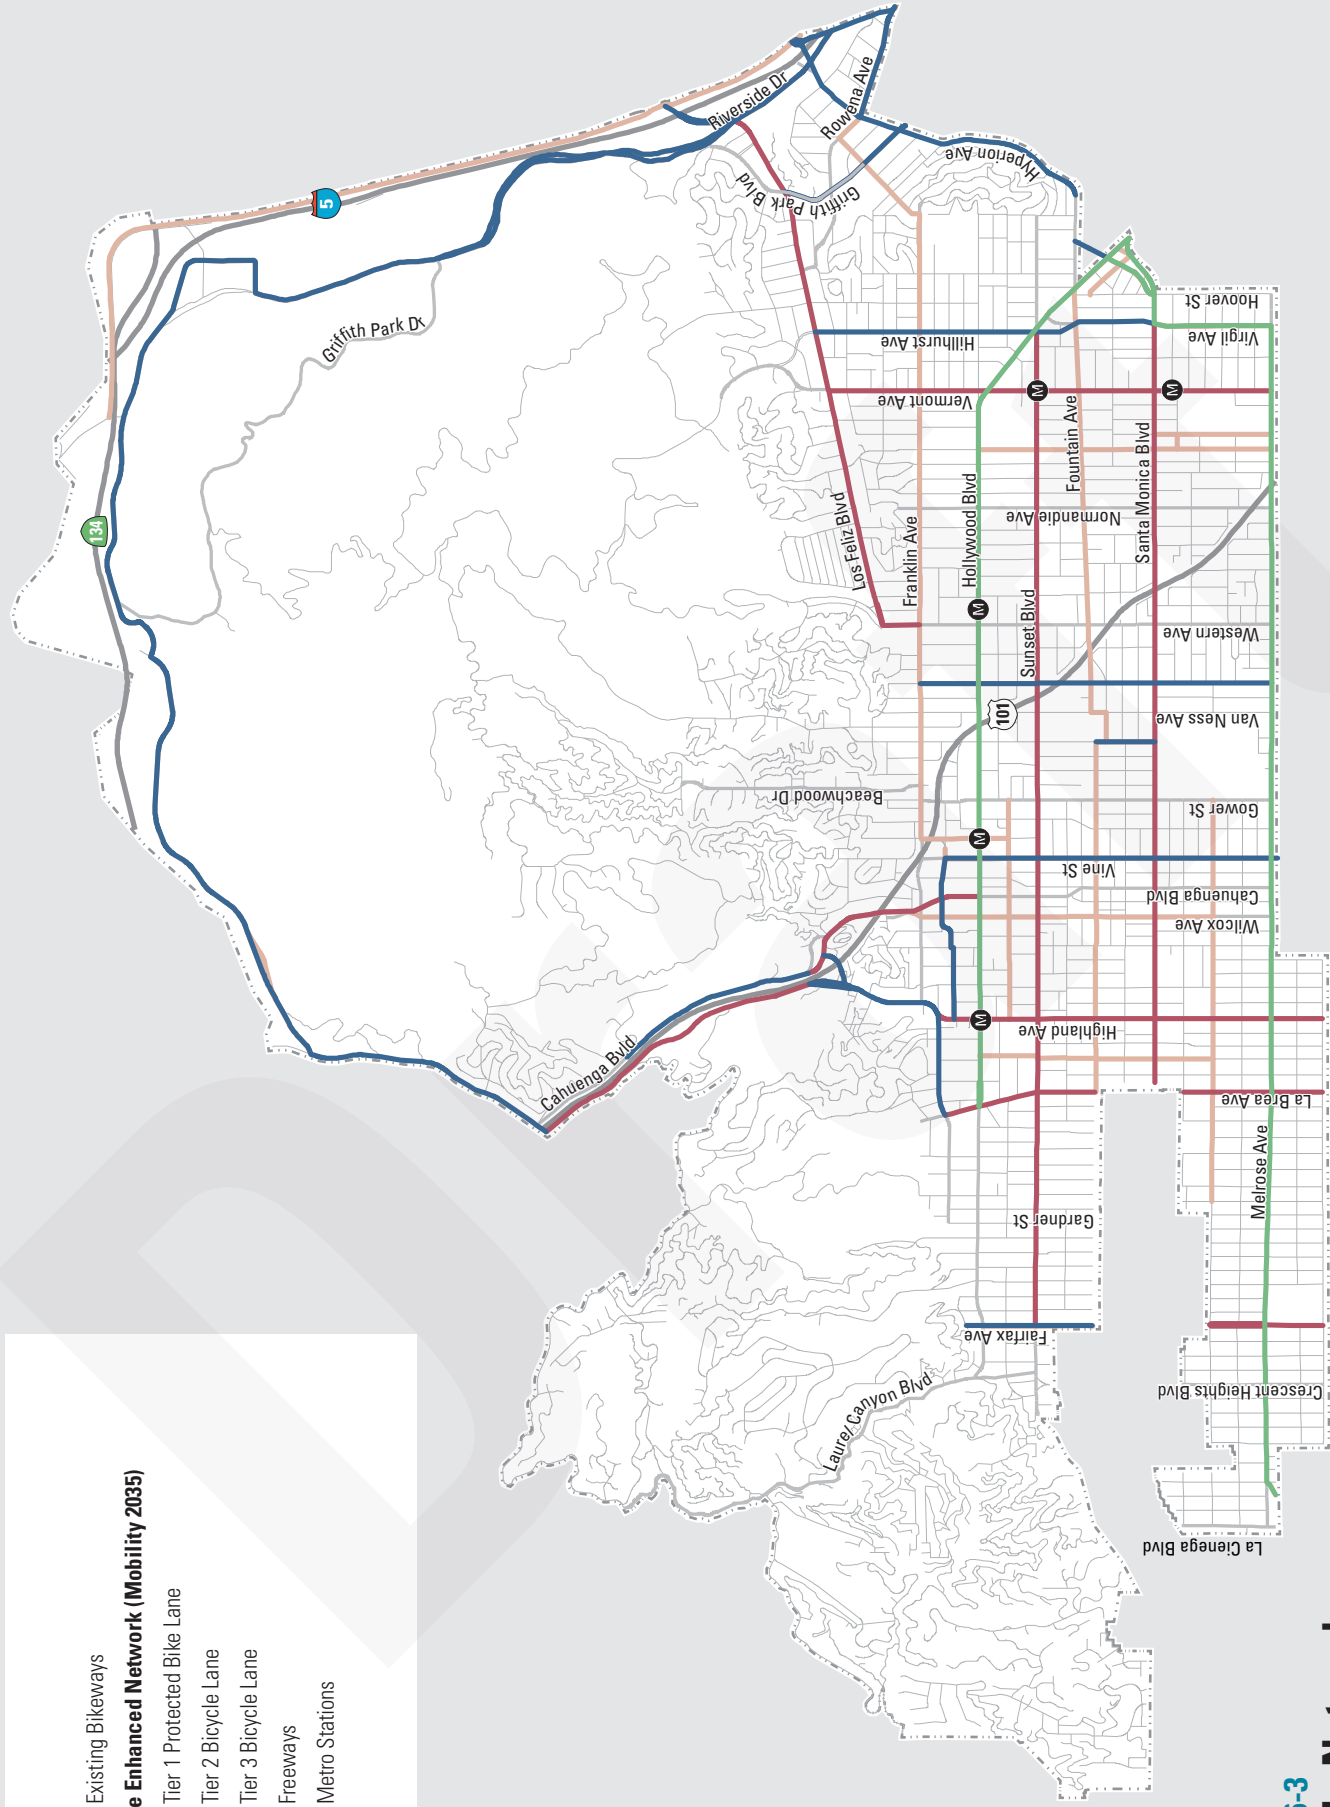 Existing Bikeways
e Enhanced Network (Mobility 2035)
Tier 1 Protected Bike Lane
Tier 2 Bicycle Lane
Tier 3 Bicycle Lane
Freeways
Metro Stations
134
5
101
Riverside Dr
Rowena Ave
Griffith Park Blvd
Hyperion Ave
Griffith Park Dr
Hoover St
Virgil Ave
Hillhurst Ave
Vermont Ave
Fountain Ave
Santa Monica Blvd
Hollywood Blvd
Normandie Ave
Los Feliz Blvd
Franklin Ave
Sunset Blvd
Western Ave
Van Ness Ave
Beachwood Dr
Gower St
Vine St
Cahuenga Blvd
Wilcox Ave
Highland Ave
Cahuenga Bvld
La Brea Ave
Melrose Ave
Gardner St
Fairfax Ave
Laurel Canyon Blvd
Crescent Heights Blvd
La Cienega Blvd
M
M
M
M
M